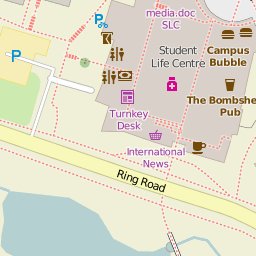 media.doc
SLC
Student
Life Centre
Campus
Bubble
P
The Bombshe
Pub
Turnkey
Desk
International
News
Ring Road